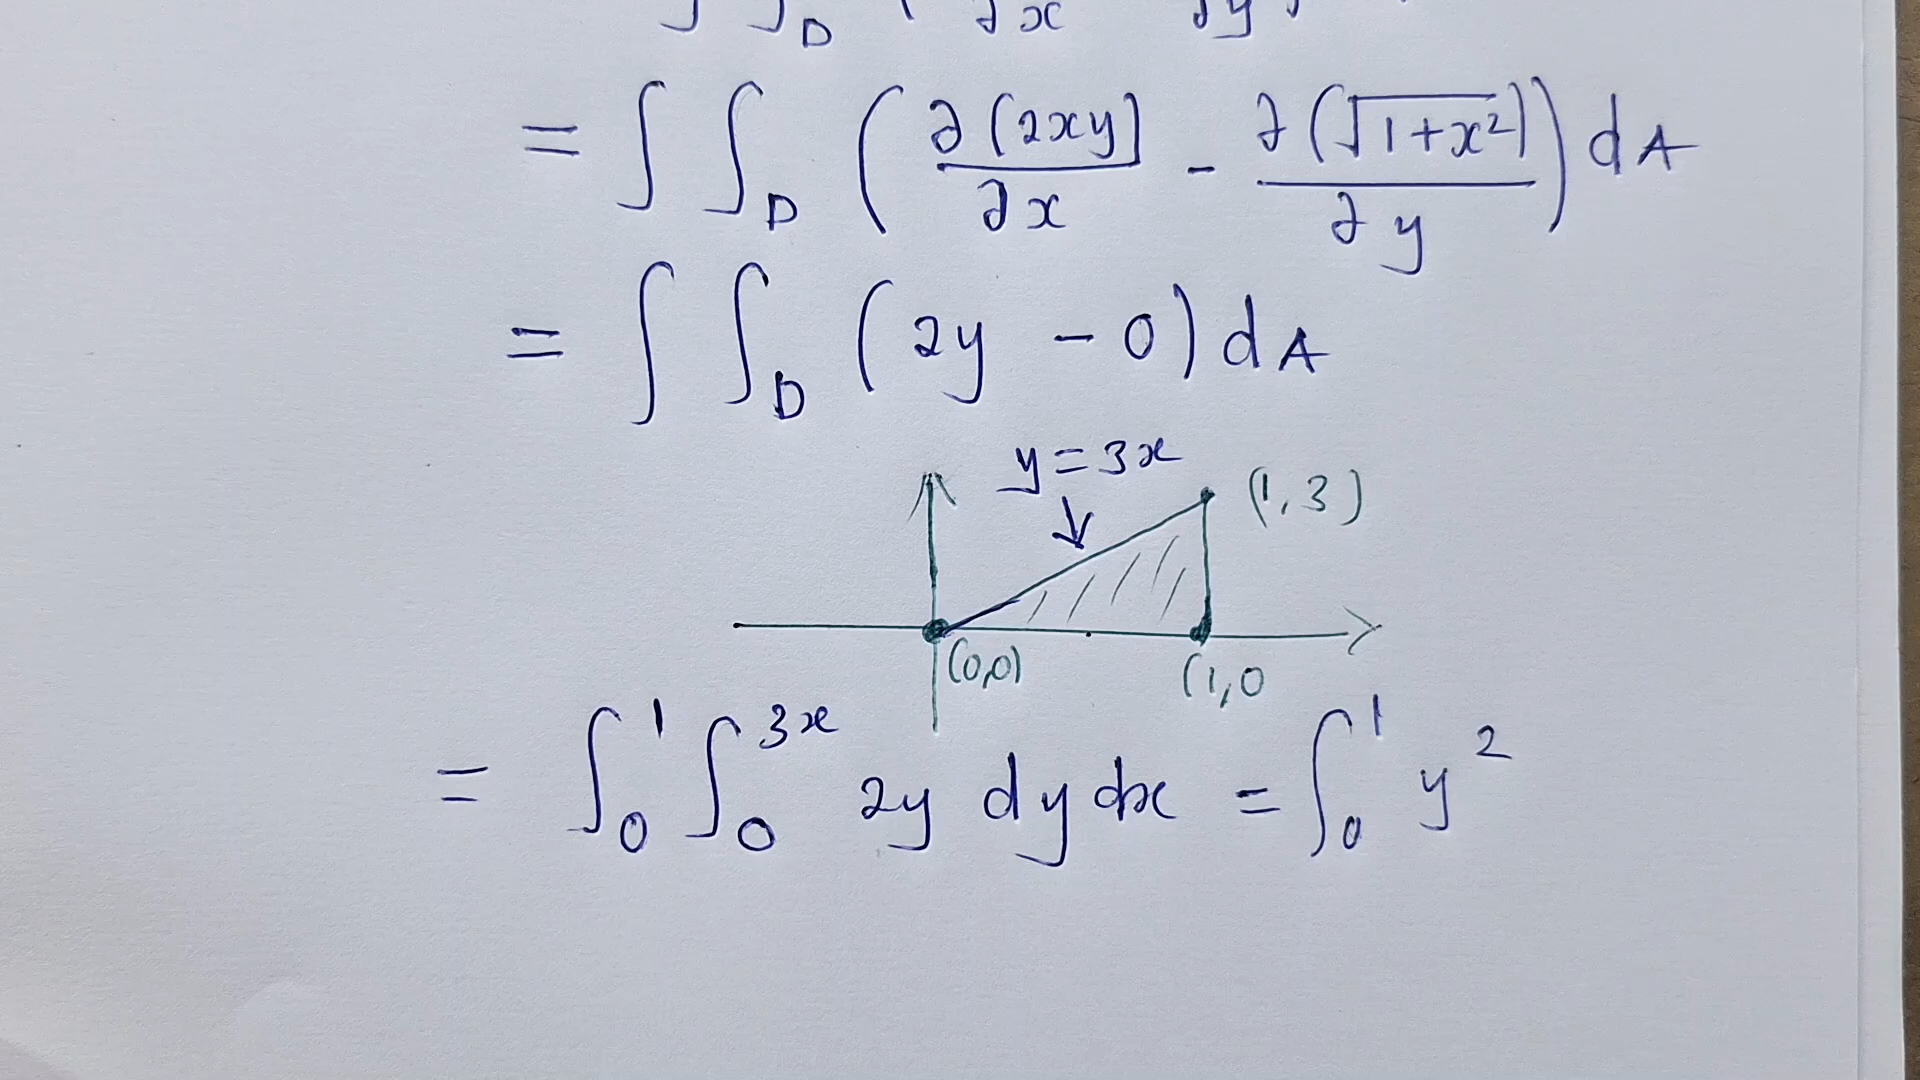 ∫ ∫_D ( ∂x ∂y
= ∫ ∫_D ( ∂(2xy]/∂x - ∂(√1+x²)/∂y ) dA
= ∫ ∫_D ( 2y - 0 ) dA
y = 3x
(1,3)
(0,0) (1,0
= ∫_0^1 ∫_0^{3x} 2y dy dx = ∫_0^1 y²